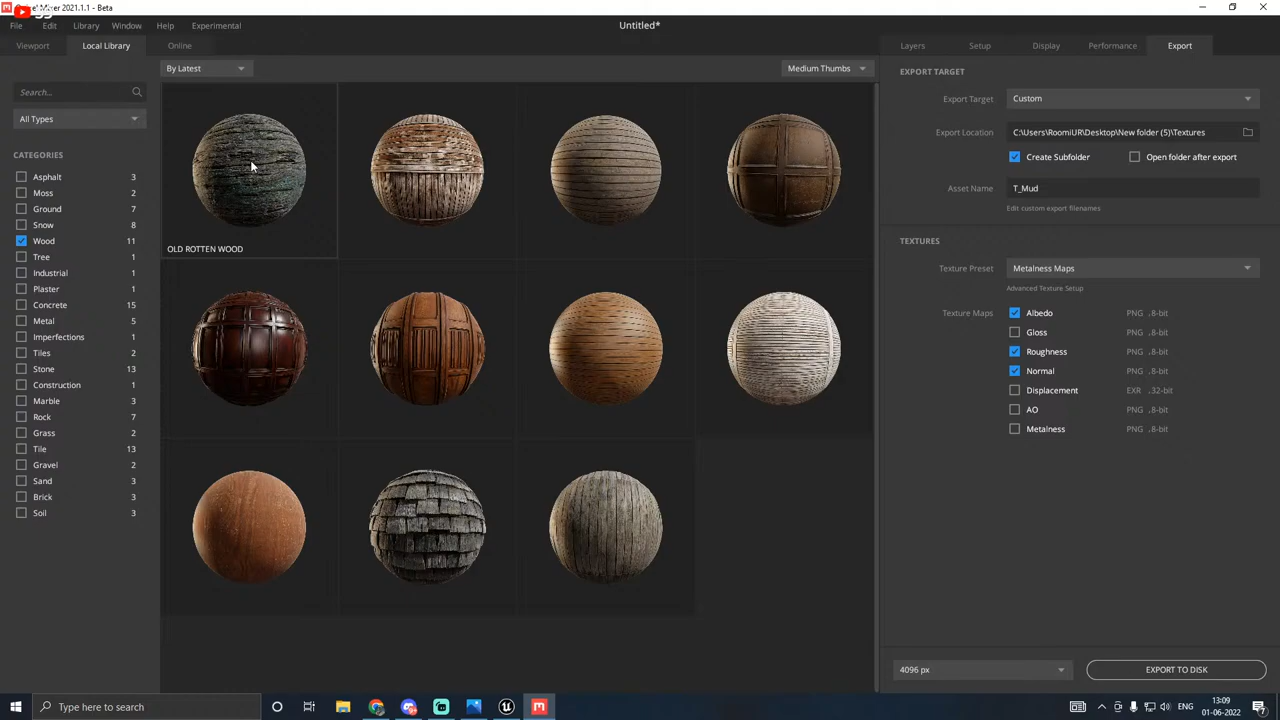 Mixer 2021.1.1 - Beta
File Edit Library Window Help Experimental
Untitled*
Viewport Local Library Online
Layers Setup Display Performance Export
By Latest
Medium Thumbs
Search...
All Types
CATEGORIES
Asphalt 3
Moss 2
Ground 7
Snow 8
Wood 11
Tree 1
Industrial 1
Plaster 1
Concrete 15
Metal 5
Imperfections 1
Tiles 2
Stone 13
Construction 1
Marble 3
Rock 7
Grass 2
Tile 13
Gravel 2
Sand 3
Brick 3
Soil 3
OLD ROTTEN WOOD
EXPORT TARGET
Export Target Custom
Export Location C:\Users\RoomiUR\Desktop\New folder (5)\Textures
Create Subfolder Open folder after export
Asset Name T_Mud
Edit custom export filenames
TEXTURES
Texture Preset Metalness Maps
Advanced Texture Setup
Texture Maps Albedo PNG .8-bit
Gloss PNG .8-bit
Roughness PNG .8-bit
Normal PNG .8-bit
Displacement EXR .32-bit
AO PNG .8-bit
Metalness PNG .8-bit
4096 px
EXPORT TO DISK
Type here to search
ENG
13:09
01-06-2022